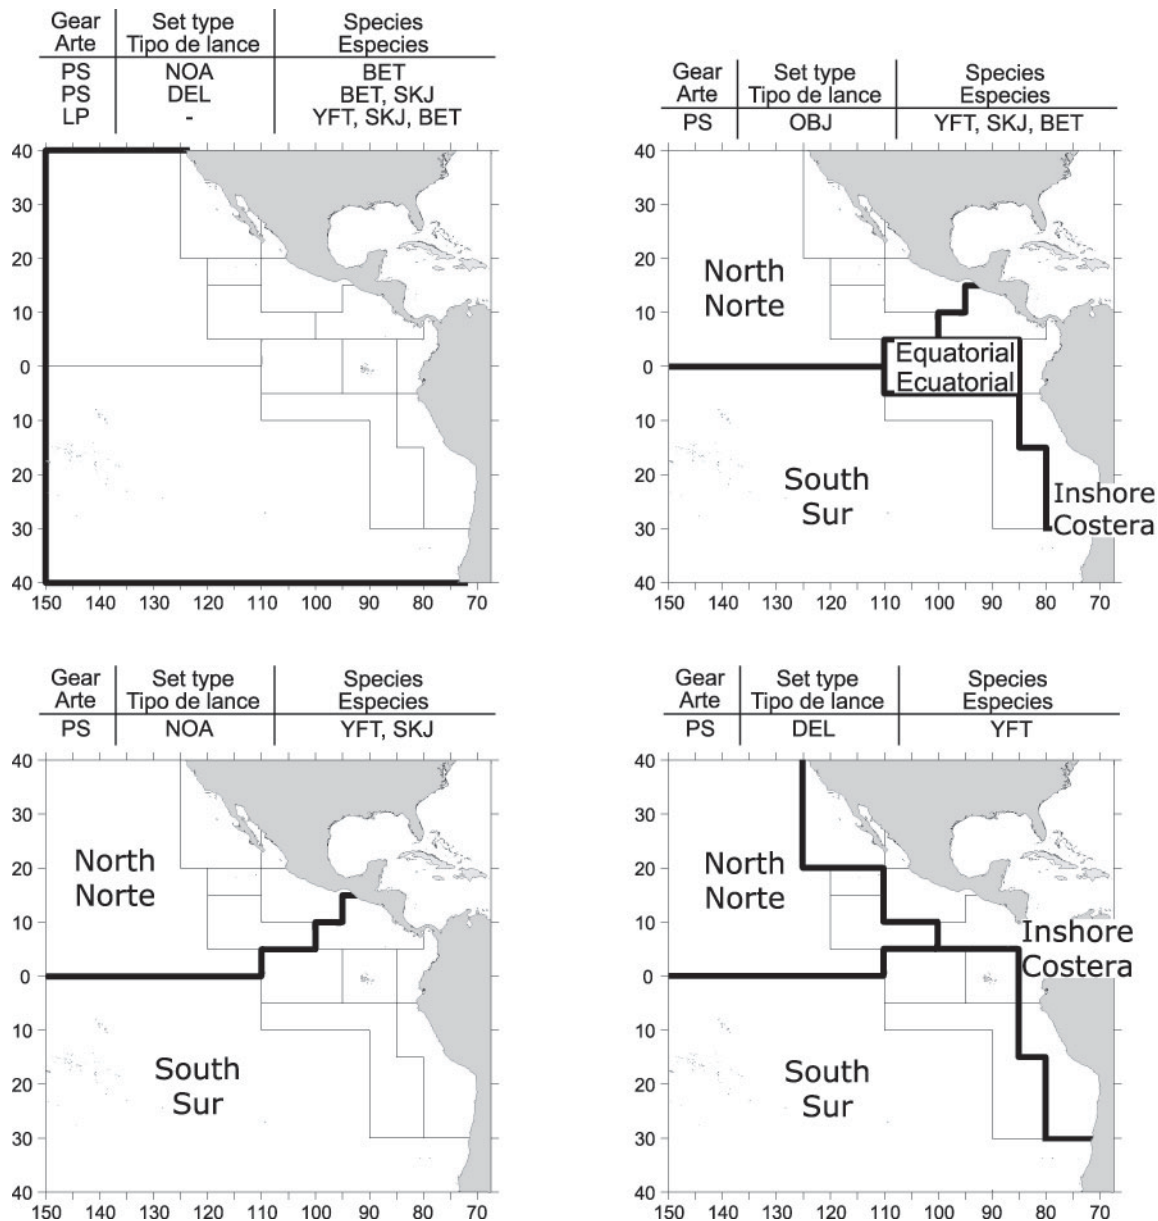 Gear Set type Species
Arte Tipo de lance Especies
PS NOA BET
PS DEL BET, SKJ
LP - YFT, SKJ, BET
40
30
20
10
0
10
20
30
40
150 140 130 120 110 100 90 80 70
Gear Set type Species
Arte Tipo de lance Especies
PS OBJ YFT, SKJ, BET
40
30
20
10
0
10
20
30
40
North
Norte
Equatorial
Ecuatorial
South
Sur
Inshore
Costera
150 140 130 120 110 100 90 80 70
Gear Set type Species
Arte Tipo de lance Especies
PS NOA YFT, SKJ
40
30
20
10
0
10
20
30
40
North
Norte
South
Sur
150 140 130 120 110 100 90 80 70
Gear Set type Species
Arte Tipo de lance Especies
PS DEL YFT
40
30
20
10
0
10
20
30
40
North
Norte
Inshore
Costera
South
Sur
150 140 130 120 110 100 90 80 70